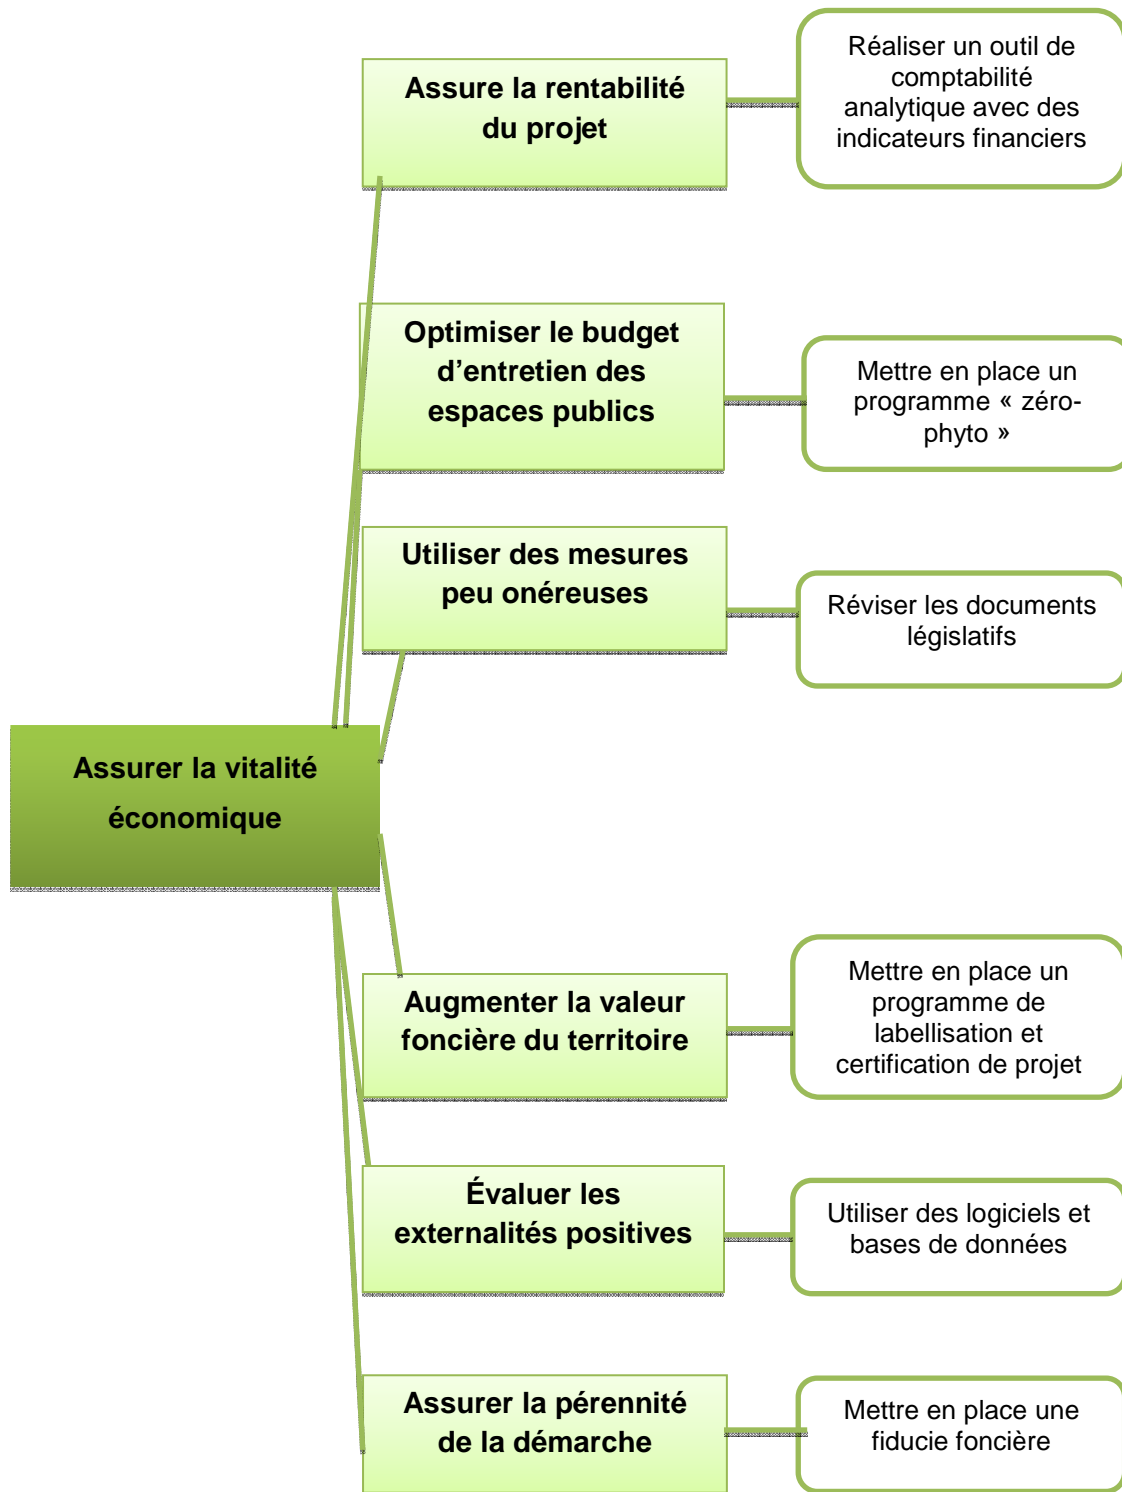 Assure la rentabilité
du projet
Réaliser un outil de
comptabilité
analytique avec des
indicateurs financiers
Optimiser le budget
d’entretien des
espaces publics
Mettre en place un
programme « zéro-
phyto »
Utiliser des mesures
peu onéreuses
Réviser les documents
législatifs
Assurer la vitalité
économique
Augmenter la valeur
foncière du territoire
Mettre en place un
programme de
labellisation et
certification de projet
Évaluer les
externalités positives
Utiliser des logiciels et
bases de données
Assurer la pérennité
de la démarche
Mettre en place une
fiducie foncière